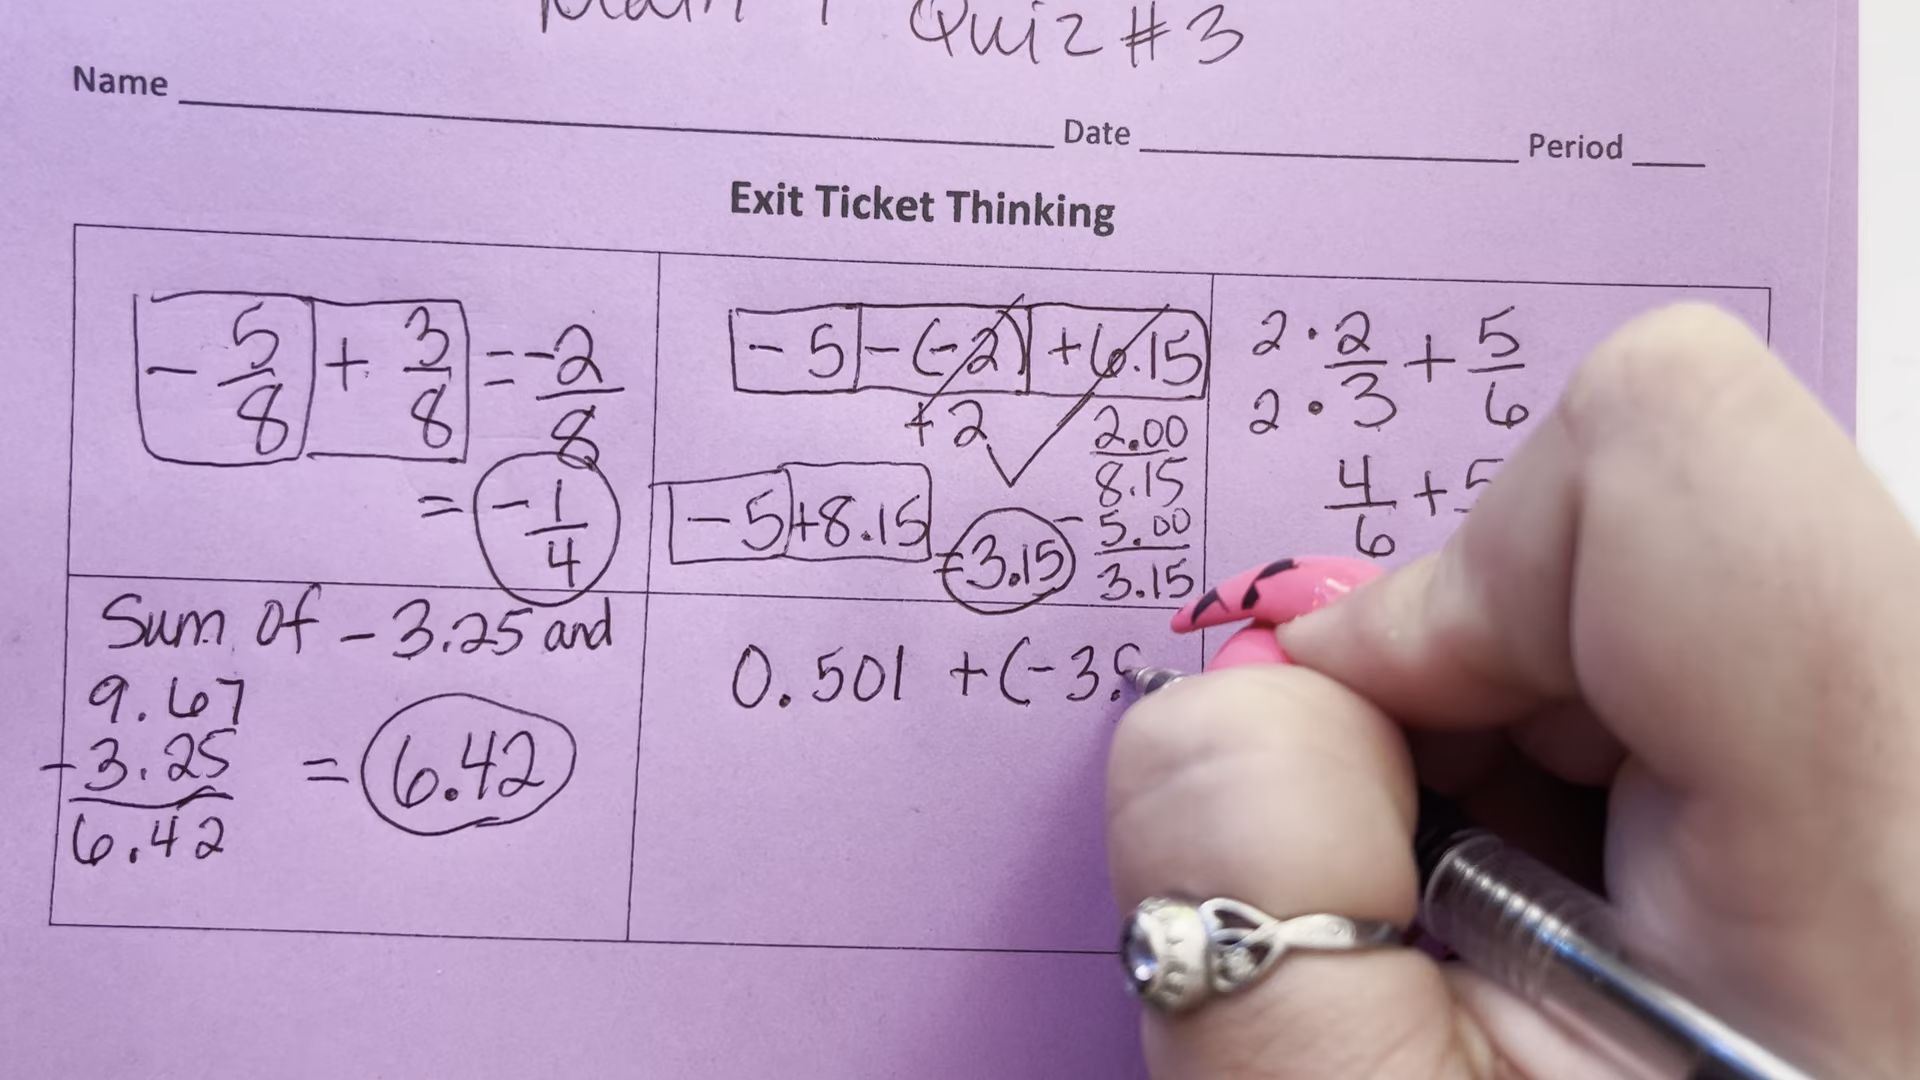 Quiz #3
Name
Date
Period
Exit Ticket Thinking
- 5/8 + 3/8 = -2/8
= -1/4
- 5 - (-2) + 6.15
+2
2.00
8.15
- 5.00
3.15
- 5 + 8.15 = 3.15
2 · 2/3 + 5/6
2 · 3
4/6 + 5
Sum of - 3.25 and
9.67
- 3.25
6.42
= 6.42
0.501 + (-3.